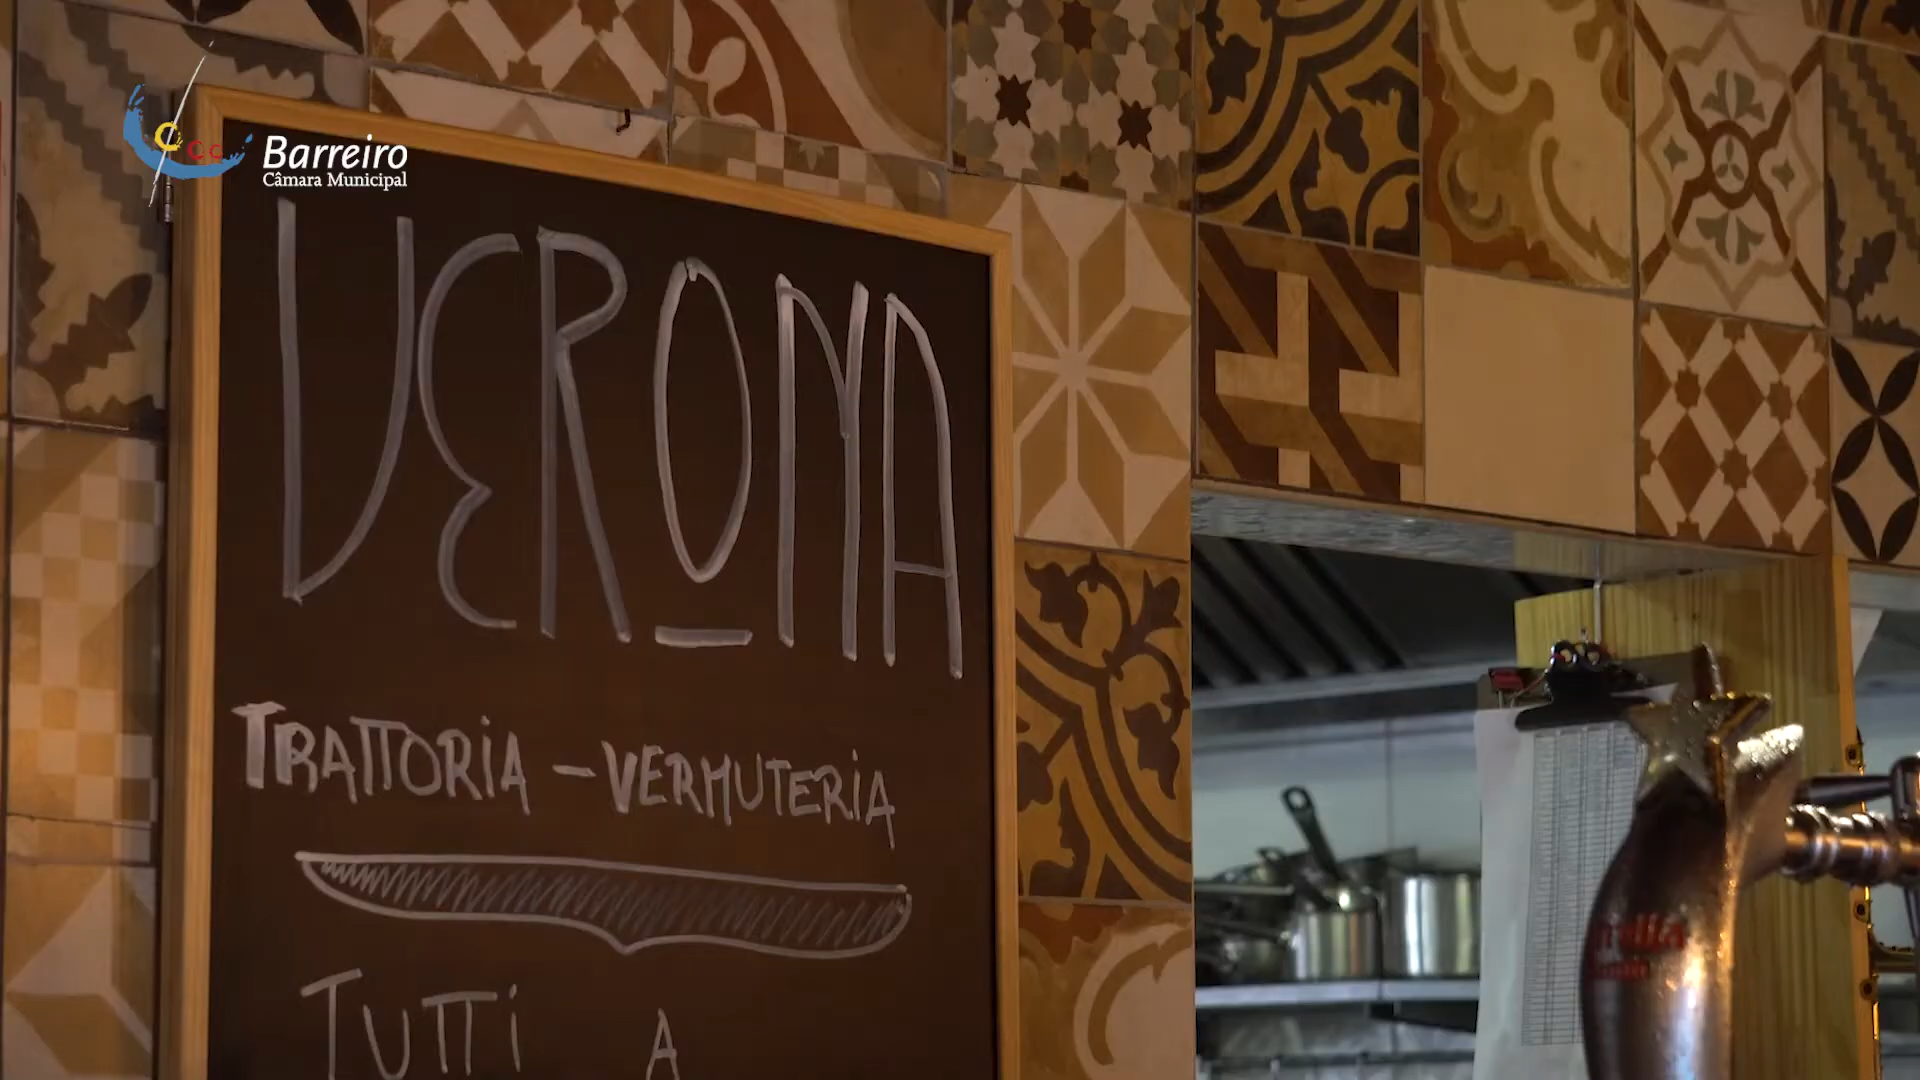 Barreiro
Câmara Municipal
VERONA
TRATTORIA - VERMUTERIA
TUTTI A